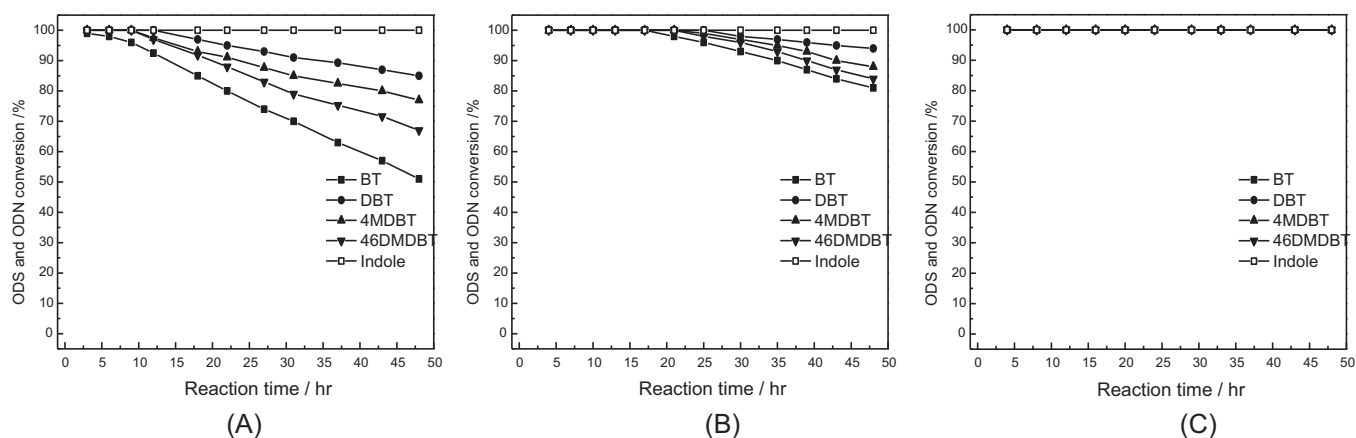 ODS and ODN conversion /%
100
90
80
70
60
50
40
30
20
10
0
BT
DBT
4MDBT
46DMDBT
Indole
0 5 10 15 20 25 30 35 40 45 50
Reaction time / hr
(A)
ODS and ODN conversion /%
100
90
80
70
60
50
40
30
20
10
0
BT
DBT
4MDBT
46DMDBT
Indole
0 5 10 15 20 25 30 35 40 45 50
Reaction time / hr
(B)
ODS and ODN conversion /%
100
90
80
70
60
50
40
30
20
10
0
BT
DBT
4MDBT
46DMDBT
Indole
0 5 10 15 20 25 30 35 40 45 50
Reaction time / hr
(C)